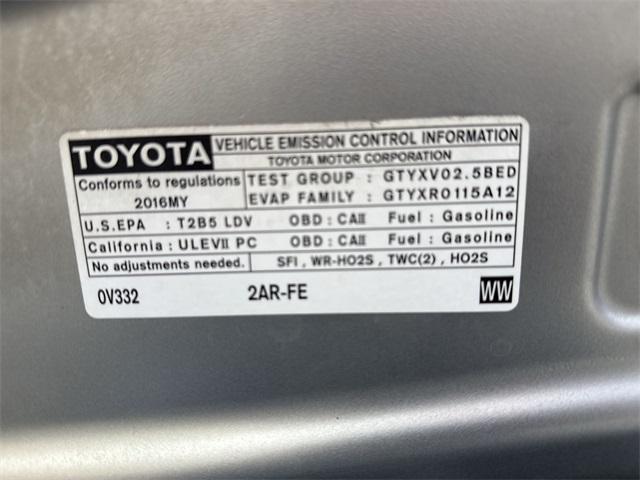 TOYOTA VEHICLE EMISSION CONTROL INFORMATION
TOYOTA MOTOR CORPORATION
Conforms to regulations TEST GROUP : GTYXV02.5BED
2016MY EVAP FAMILY : GTYXR0115A12
U.S.EPA : T2B5 LDV OBD : CAⅡ Fuel : Gasoline
California : ULEVⅡ PC OBD : CAⅡ Fuel : Gasoline
No adjustments needed. SFI , WR-HO2S , TWC(2) , HO2S
0V332 2AR-FE WW